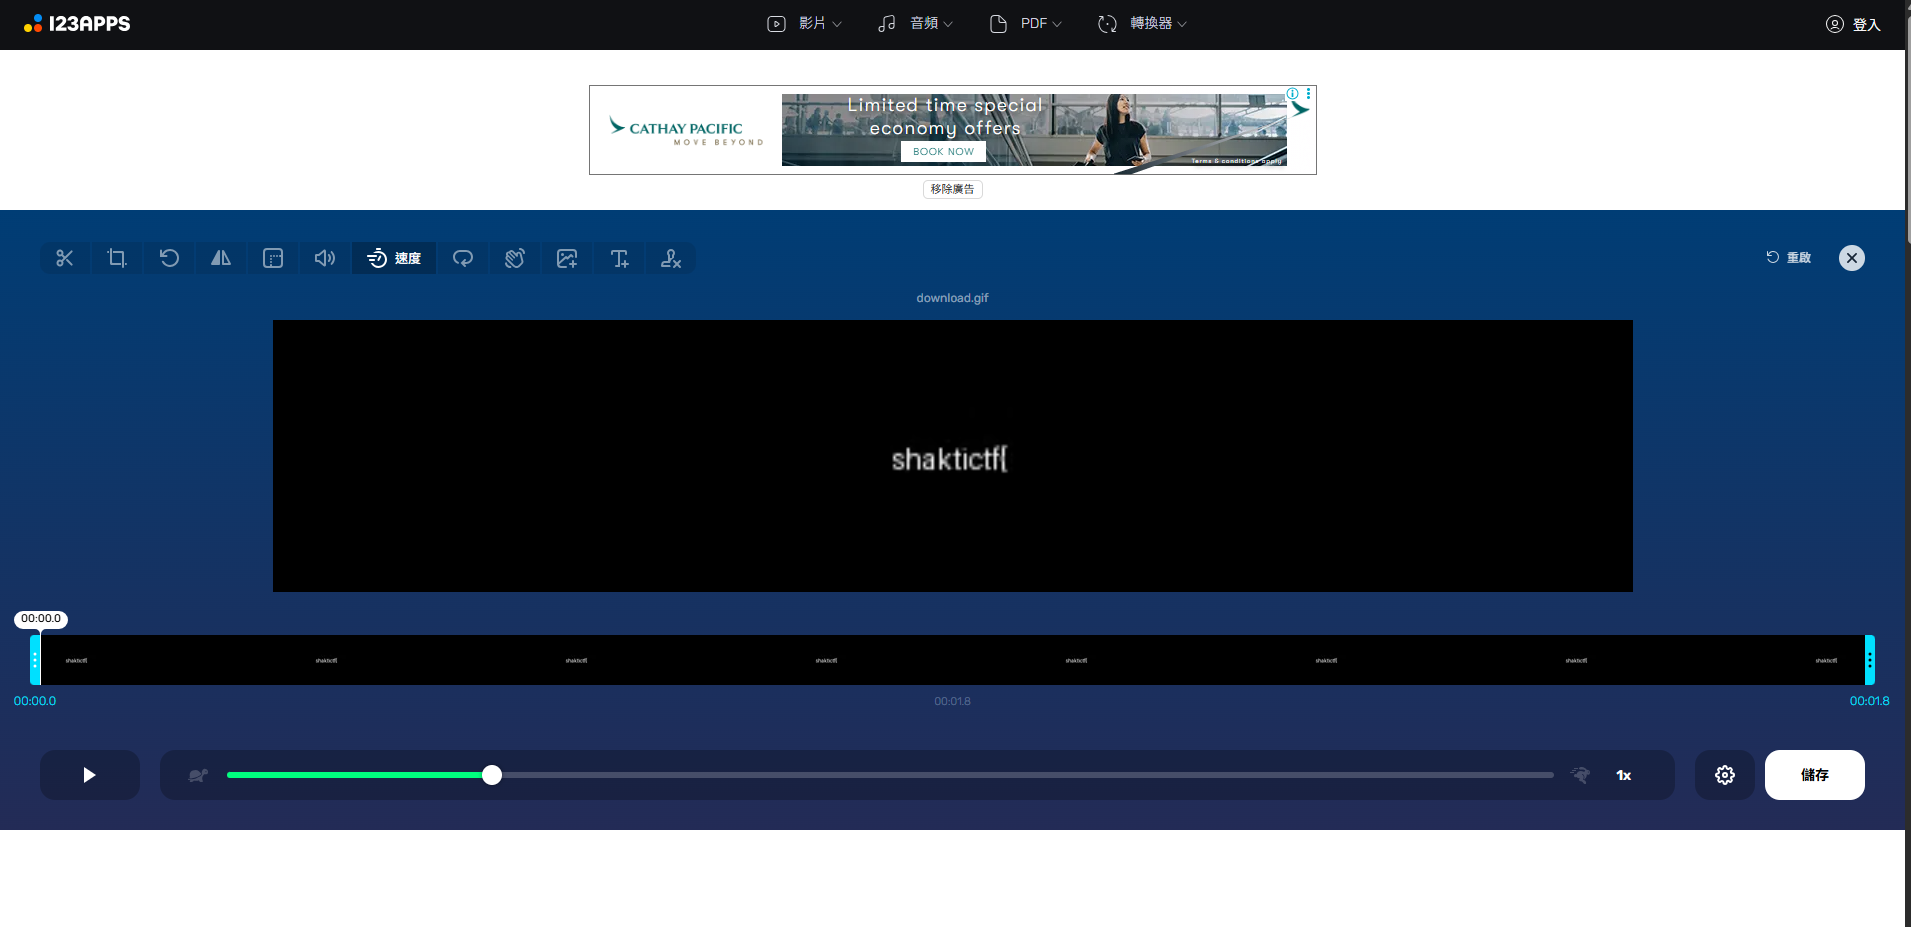 123APPS
影片
音頻
PDF
轉換器
登入
CATHAY PACIFIC
MOVE BEYOND
Limited time special
economy offers
BOOK NOW
Terms & conditions apply
移除廣告
速度
重啟
download.gif
shaktictf{
00:00.0
shaktictf{ shaktictf{ shaktictf{ shaktictf{ shaktictf{ shaktictf{ shaktictf{ shaktictf{
00:00.0 00:01.8 00:01.8
1x
儲存